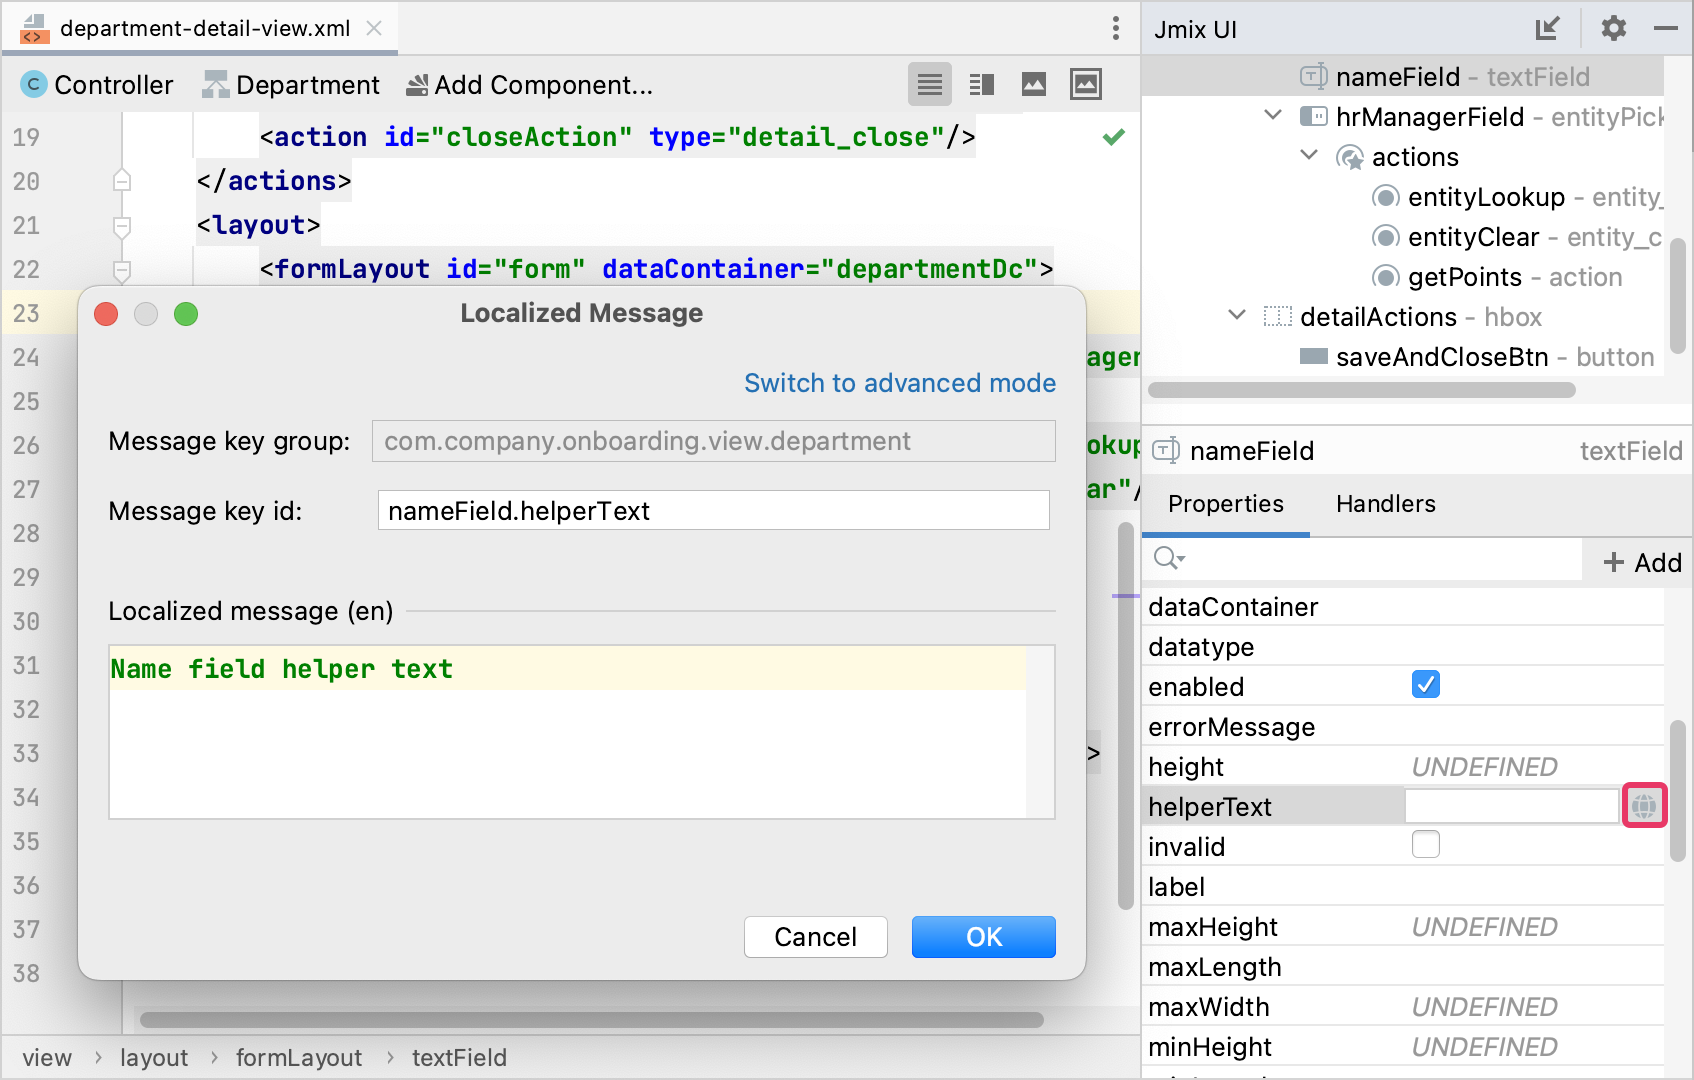 department-detail-view.xml
Controller Department Add Component...
19 <action id="closeAction" type="detail_close"/>
20 </actions>
21 <layout>
22 <formLayout id="form" dataContainer="departmentDc">
23
24
25
26
27
28
29
30
31
32
33 >
34
35
36
37
38
Localized Message
Switch to advanced mode
Message key group: com.company.onboarding.view.department
Message key id: nameField.helperText
Localized message (en)
Name field helper text
Cancel OK
view › layout › formLayout › textField
Jmix UI
nameField - textField
hrManagerField - entityPick
actions
entityLookup - entity_
entityClear - entity_c
getPoints - action
detailActions - hbox
saveAndCloseBtn - button
nameField textField
Properties Handlers
Add
dataContainer
datatype
enabled
errorMessage
height UNDEFINED
helperText
invalid
label
maxHeight UNDEFINED
maxLength
maxWidth UNDEFINED
minHeight UNDEFINED